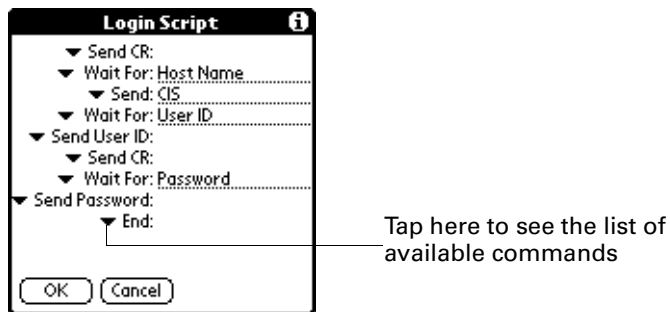 Login Script
Send CR:
Wait For: Host Name
Send: CIS
Wait For: User ID
Send User ID:
Send CR:
Wait For: Password
Send Password:
End:
Tap here to see the list of
available commands
OK Cancel